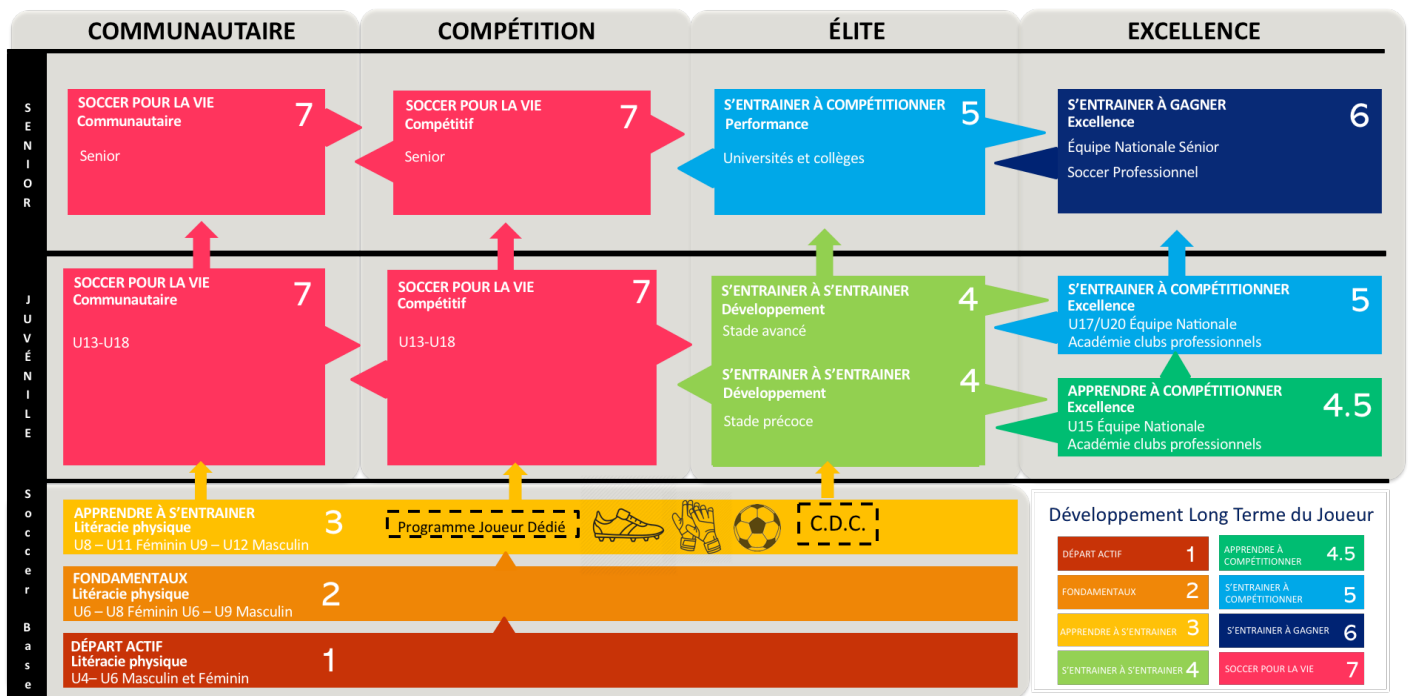 COMMUNAUTAIRE
COMPÉTITION
ÉLITE
EXCELLENCE
SENIOR
SOCCER POUR LA VIE
Communautaire
7
Senior
SOCCER POUR LA VIE
Compétitif
7
Senior
S'ENTRAINER À COMPÉTITIONNER
Performance
5
Universités et collèges
S'ENTRAINER À GAGNER
Excellence
6
Équipe Nationale Sénior
Soccer Professionnel
JUVÉNILE
SOCCER POUR LA VIE
Communautaire
7
U13-U18
SOCCER POUR LA VIE
Compétitif
7
U13-U18
S'ENTRAINER À S'ENTRAINER
Développement
4
Stade avancé
S'ENTRAINER À S'ENTRAINER
Développement
4
Stade précoce
S'ENTRAINER À COMPÉTITIONNER
Excellence
5
U17/U20 Équipe Nationale
Académie clubs professionnels
APPRENDRE À COMPÉTITIONNER
Excellence
4.5
U15 Équipe Nationale
Académie clubs professionnels
Soccer Base
APPRENDRE À S'ENTRAINER
Litéracie physique
3
U8 – U11 Féminin U9 – U12 Masculin
Programme Joueur Dédié
C.D.C.
FONDAMENTAUX
Litéracie physique
2
U6 – U8 Féminin U6 – U9 Masculin
DÉPART ACTIF
Litéracie physique
1
U4– U6 Masculin et Féminin
Développement Long Terme du Joueur
DÉPART ACTIF 1
APPRENDRE À
COMPÉTITIONNER 4.5
FONDAMENTAUX 2
S'ENTRAINER À
COMPÉTITIONNER 5
APPRENDRE À S'ENTRAINER 3
S'ENTRAINER À GAGNER 6
S'ENTRAINER À S'ENTRAINER 4
SOCCER POUR LA VIE 7